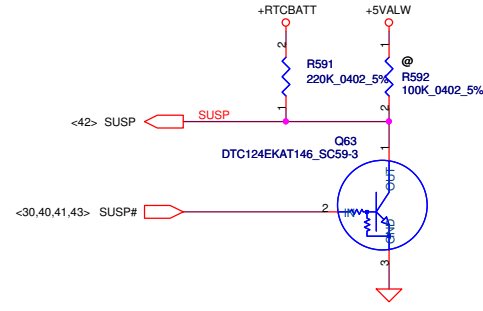 +RTCBATT
+5VALW
2
1
@
R591
220K_0402_5%
R592
100K_0402_5%
1
2
<42> SUSP
SUSP
Q63
DTC124EKAT146_SC59-3
1
OUT
<30,40,41,43> SUSP#
2
IN
GND
3